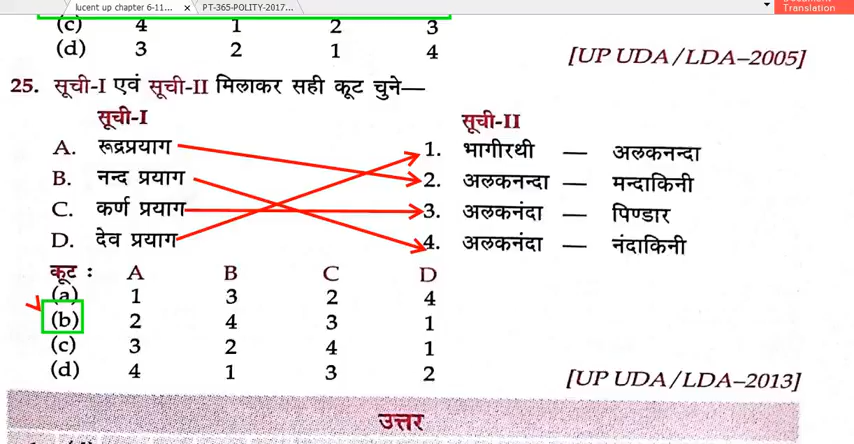 lucent up chapter 6-11... × PT-365-POLITY-2017...
Translation
(c) 4 1 2 3
(d) 3 2 1 4
[UP UDA/LDA–2005]
25. सूची-I एवं सूची-II मिलाकर सही कूट चुने—
सूची-I सूची-II
A. रूद्रप्रयाग 1. भागीरथी — अलकनन्दा
B. नन्द प्रयाग 2. अलकनन्दा — मन्दाकिनी
C. कर्ण प्रयाग 3. अलकनंदा — पिण्डार
D. देव प्रयाग 4. अलकनंदा — नंदाकिनी
कूट : A B C D
(a) 1 3 2 4
(b) 2 4 3 1
(c) 3 2 4 1
(d) 4 1 3 2
[UP UDA/LDA–2013]
उत्तर